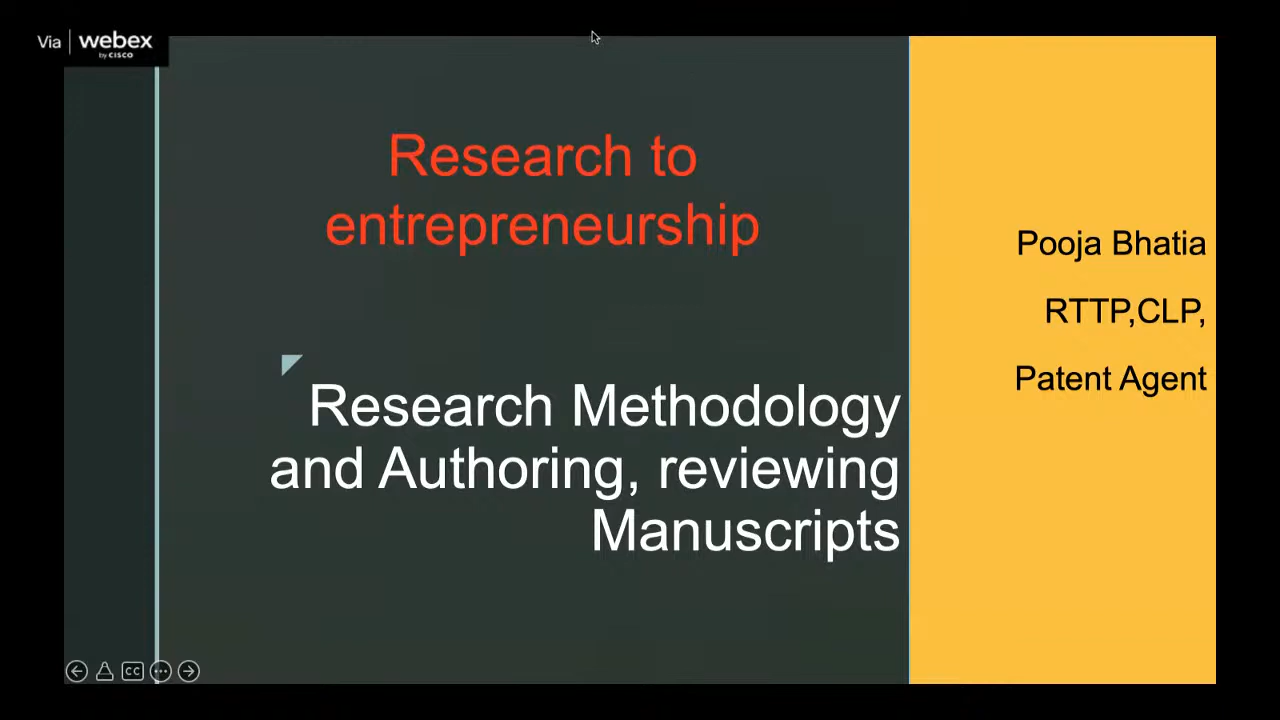 Via | webex
by CISCO
Research to
entrepreneurship
Research Methodology
and Authoring, reviewing
Manuscripts
Pooja Bhatia
RTTP,CLP,
Patent Agent
CC